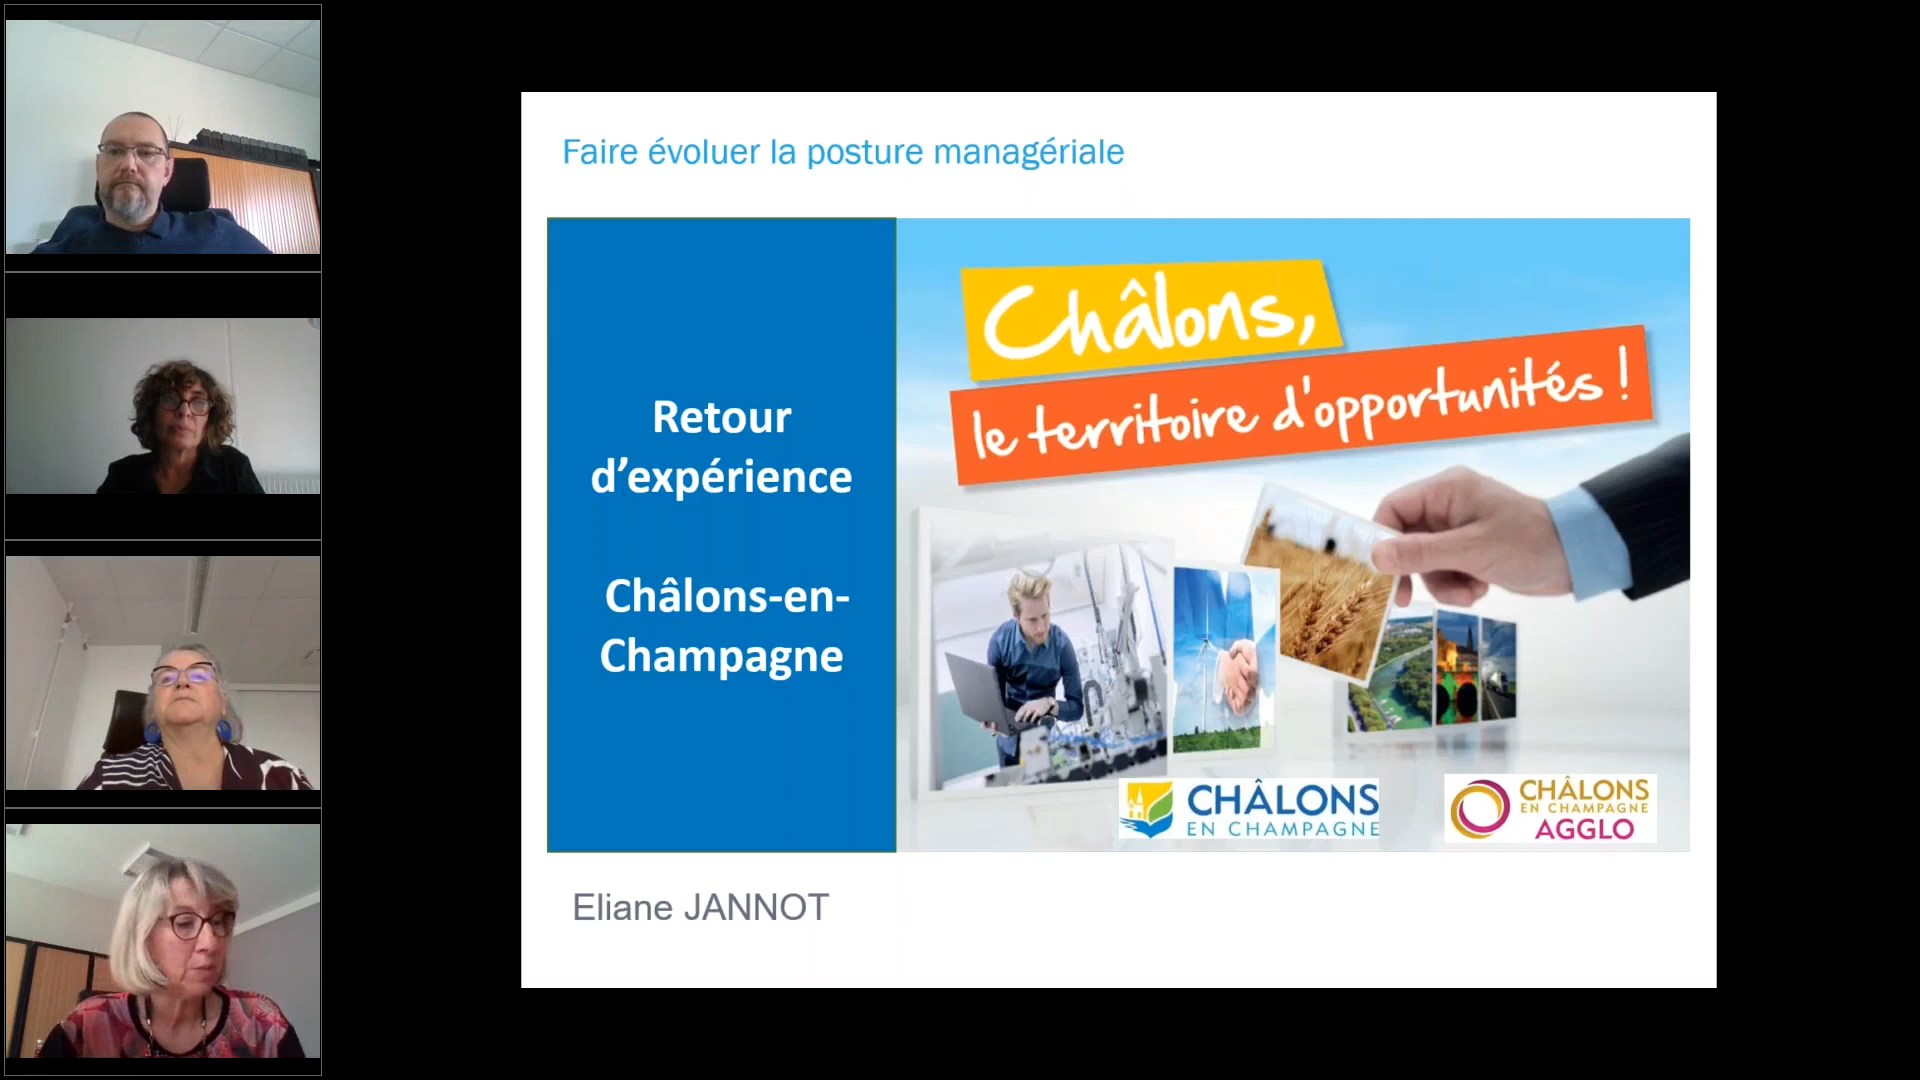 Faire évoluer la posture managériale
Retour
d’expérience
Châlons-en-
Champagne
Châlons,
le territoire d'opportunités !
CHÂLONS
EN CHAMPAGNE
CHÂLONS
EN CHAMPAGNE
AGGLO
Eliane JANNOT